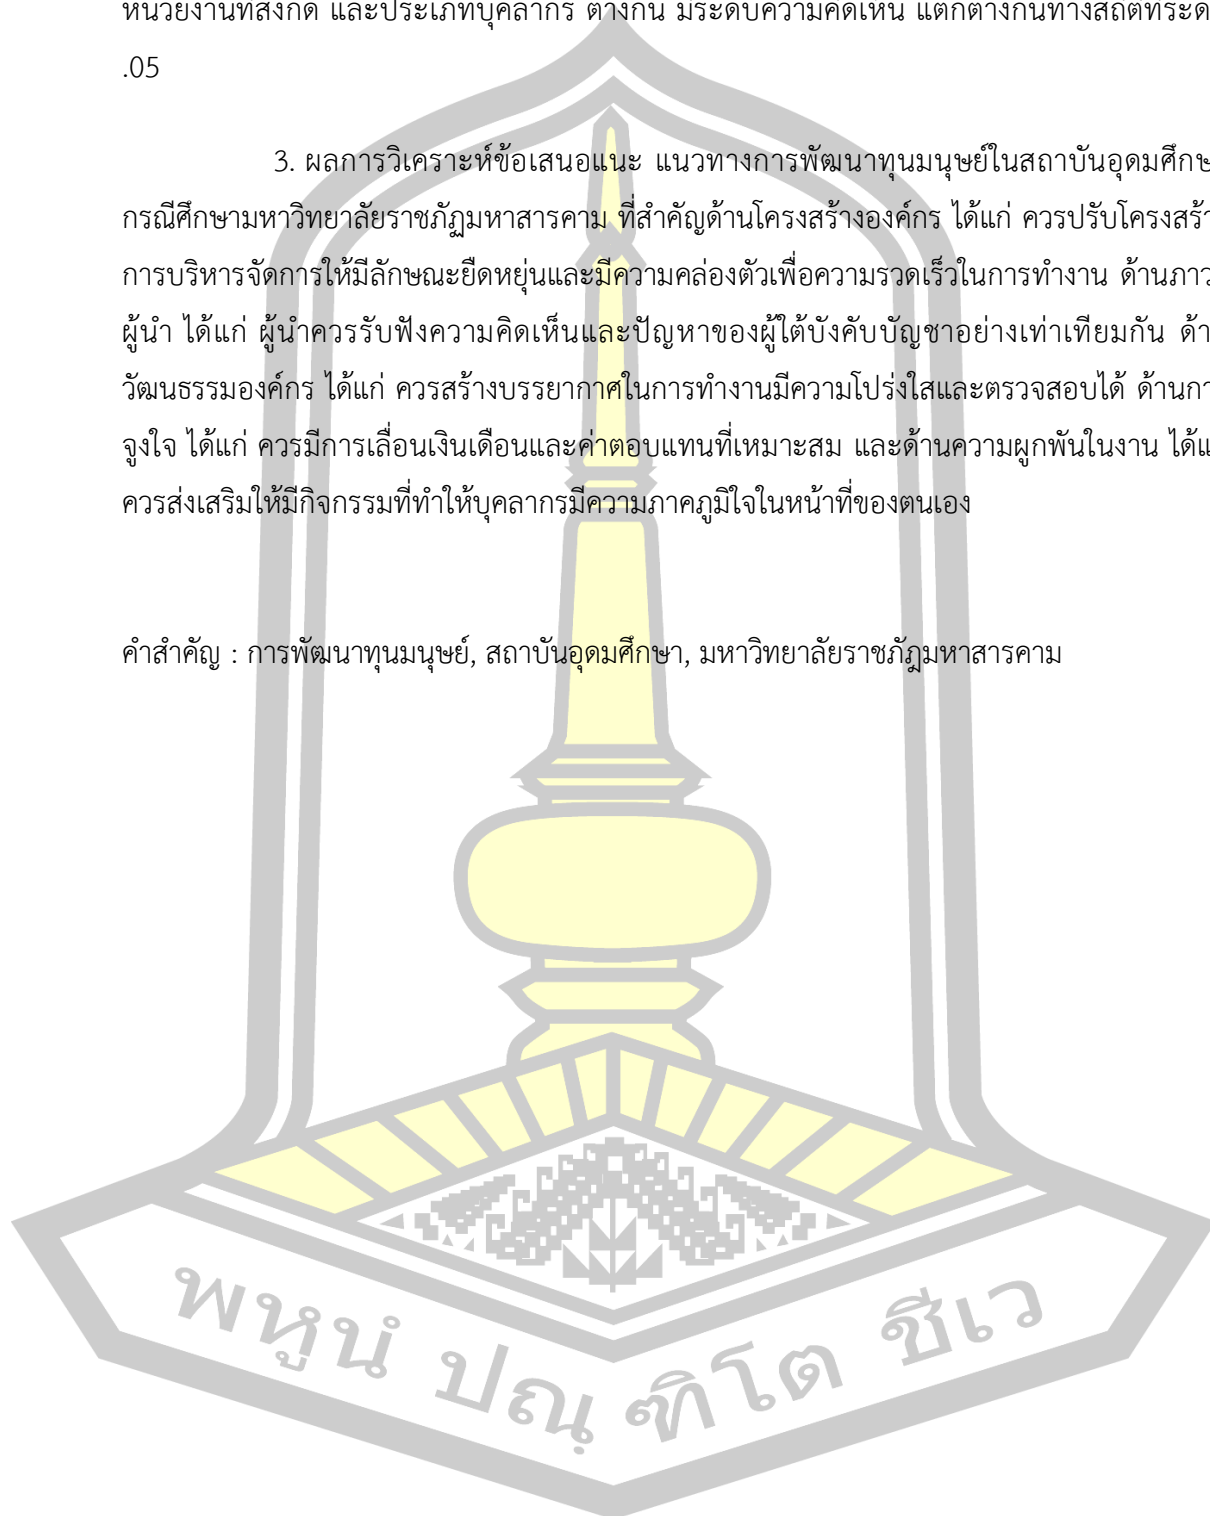 หน่วยงานที่สังกัด และประเภทบุคลากร ต่างกัน มีระดับความคิดเห็น แตกต่างกันทางสถิติที่ระด
.05
3. ผลการวิเคราะห์ข้อเสนอแนะ แนวทางการพัฒนาทุนมนุษย์ในสถาบันอุดมศึกษ
กรณีศึกษามหาวิทยาลัยราชภัฏมหาสารคาม ที่สำคัญด้านโครงสร้างองค์กร ได้แก่ ควรปรับโครงสร้า
การบริหารจัดการให้มีลักษณะยืดหยุ่นและมีความคล่องตัวเพื่อความรวดเร็วในการทำงาน ด้านภาว
ผู้นำ ได้แก่ ผู้นำควรรับฟังความคิดเห็นและปัญหาของผู้ใต้บังคับบัญชาอย่างเท่าเทียมกัน ด้า
วัฒนธรรมองค์กร ได้แก่ ควรสร้างบรรยากาศในการทำงานมีความโปร่งใสและตรวจสอบได้ ด้านกา
จูงใจ ได้แก่ ควรมีการเลื่อนเงินเดือนและค่าตอบแทนที่เหมาะสม และด้านความผูกพันในงาน ได้แ
ควรส่งเสริมให้มีกิจกรรมที่ทำให้บุคลากรมีความภาคภูมิใจในหน้าที่ของตนเอง
คำสำคัญ : การพัฒนาทุนมนุษย์, สถาบันอุดมศึกษา, มหาวิทยาลัยราชภัฎมหาสารคาม
พหูนํ ปณฺฑิโต ชีเว